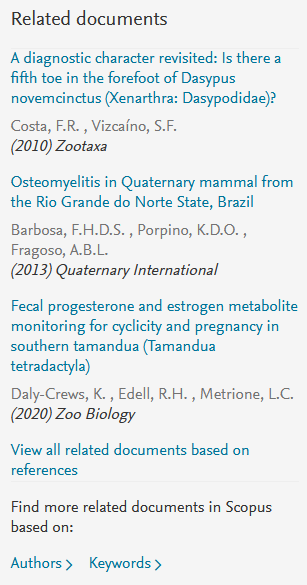 Related documents
A diagnostic character revisited: Is there a
fifth toe in the forefoot of Dasypus
novemcinctus (Xenarthra: Dasypodidae)?
Costa, F.R. , Vizcaíno, S.F.
(2010) Zootaxa
Osteomyelitis in Quaternary mammal from
the Rio Grande do Norte State, Brazil
Barbosa, F.H.D.S. , Porpino, K.D.O. ,
Fragoso, A.B.L.
(2013) Quaternary International
Fecal progesterone and estrogen metabolite
monitoring for cyclicity and pregnancy in
southern tamandua (Tamandua
tetradactyla)
Daly-Crews, K. , Edell, R.H. , Metrione, L.C.
(2020) Zoo Biology
View all related documents based on
references
Find more related documents in Scopus
based on:
Authors > Keywords >